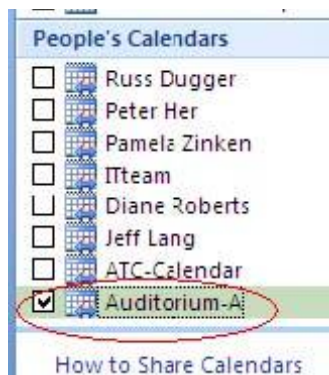 People's Calendars
Russ Dugger
Peter Her
Pamela Zinken
ITteam
Diane Roberts
Jeff Lang
ATC-Calendar
Auditorium-A
How to Share Calendars